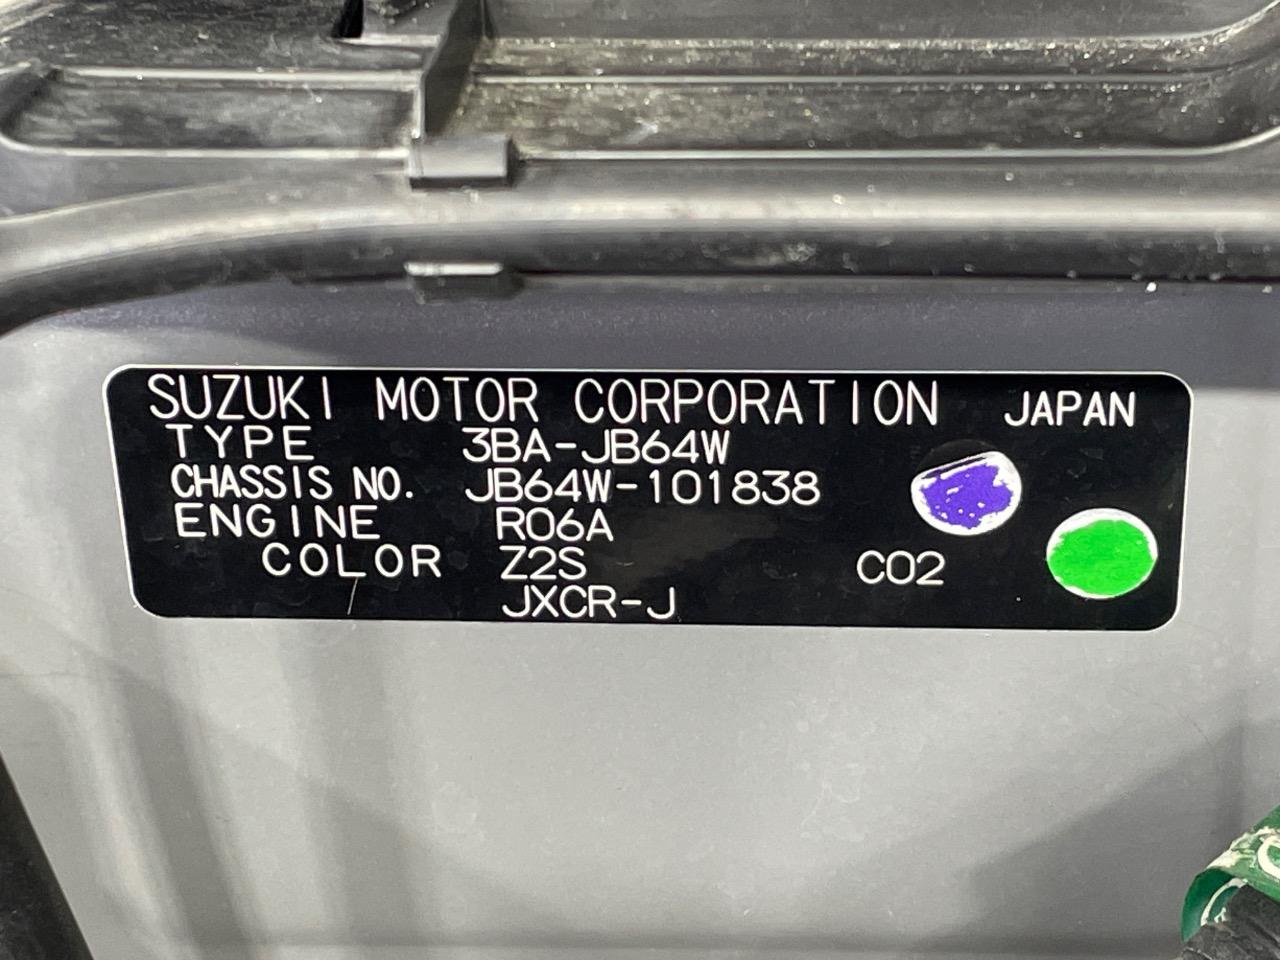 SUZUKI MOTOR CORPORATION JAPAN
TYPE 3BA-JB64W
CHASSIS NO. JB64W-101838
ENGINE R06A
COLOR Z2S C02
JXCR-J